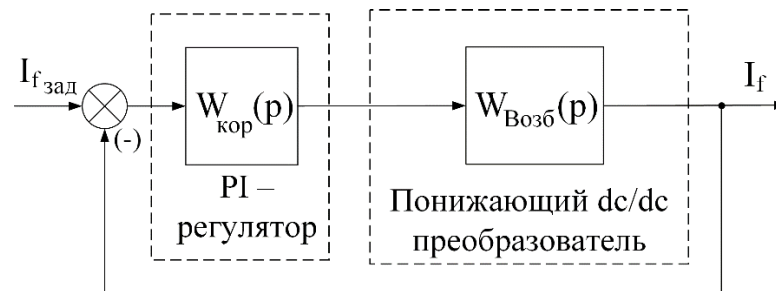 I_f зад
(-)
W_кор(p)
PI –
регулятор
W_Возб(p)
Понижающий dc/dc
преобразователь
I_f